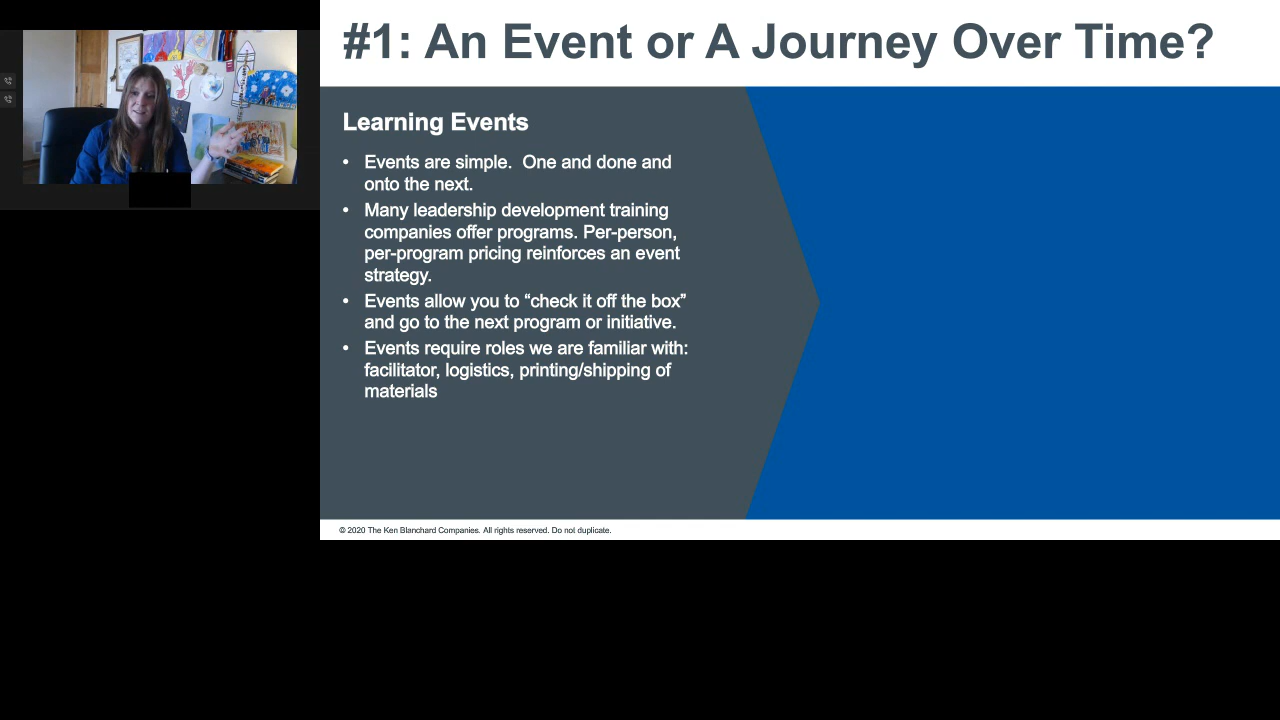 #1: An Event or A Journey Over Time?
Learning Events
• Events are simple.  One and done and
onto the next.
• Many leadership development training
companies offer programs. Per-person,
per-program pricing reinforces an event
strategy.
• Events allow you to “check it off the box”
and go to the next program or initiative.
• Events require roles we are familiar with:
facilitator, logistics, printing/shipping of
materials
© 2020 The Ken Blanchard Companies. All rights reserved. Do not duplicate.